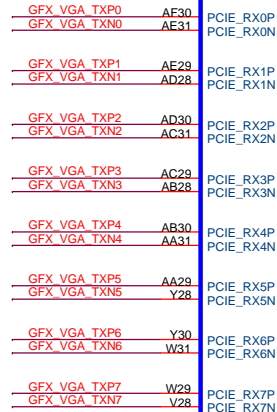 GFX_VGA_TXP0 AF30 PCIE_RX0P
GFX_VGA_TXN0 AE31 PCIE_RX0N
GFX_VGA_TXP1 AE29 PCIE_RX1P
GFX_VGA_TXN1 AD28 PCIE_RX1N
GFX_VGA_TXP2 AD30 PCIE_RX2P
GFX_VGA_TXN2 AC31 PCIE_RX2N
GFX_VGA_TXP3 AC29 PCIE_RX3P
GFX_VGA_TXN3 AB28 PCIE_RX3N
GFX_VGA_TXP4 AB30 PCIE_RX4P
GFX_VGA_TXN4 AA31 PCIE_RX4N
GFX_VGA_TXP5 AA29 PCIE_RX5P
GFX_VGA_TXN5 Y28 PCIE_RX5N
GFX_VGA_TXP6 Y30 PCIE_RX6P
GFX_VGA_TXN6 W31 PCIE_RX6N
GFX_VGA_TXP7 W29 PCIE_RX7P
GFX_VGA_TXN7 V28 PCIE_RX7N